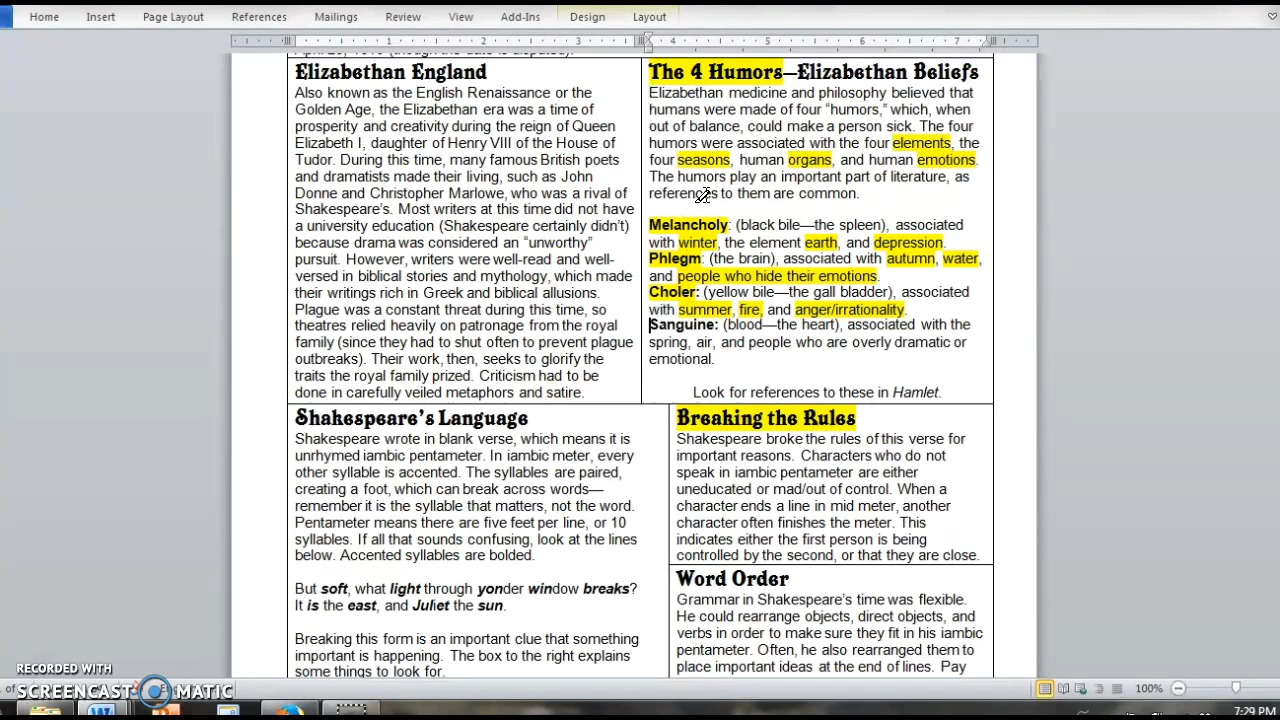 Home Insert Page Layout References Mailings Review View Add-Ins Design Layout
1 2 3 4 5 6 7
Elizabethan England
Also known as the English Renaissance or the
Golden Age, the Elizabethan era was a time of
prosperity and creativity during the reign of Queen
Elizabeth I, daughter of Henry VIII of the House of
Tudor. During this time, many famous British poets
and dramatists made their living, such as John
Donne and Christopher Marlowe, who was a rival of
Shakespeare's. Most writers at this time did not have
a university education (Shakespeare certainly didn't)
because drama was considered an "unworthy"
pursuit. However, writers were well-read and well-
versed in biblical stories and mythology, which made
their writings rich in Greek and biblical allusions.
Plague was a constant threat during this time, so
theatres relied heavily on patronage from the royal
family (since they had to shut often to prevent plague
outbreaks). Their work, then, seeks to glorify the
traits the royal family prized. Criticism had to be
done in carefully veiled metaphors and satire.
The 4 Humors—Elizabethan Beliefs
Elizabethan medicine and philosophy believed that
humans were made of four "humors," which, when
out of balance, could make a person sick. The four
humors were associated with the four elements, the
four seasons, human organs, and human emotions.
The humors play an important part of literature, as
references to them are common.
Melancholy: (black bile—the spleen), associated
with winter, the element earth, and depression.
Phlegm: (the brain), associated with autumn, water,
and people who hide their emotions.
Choler: (yellow bile—the gall bladder), associated
with summer, fire, and anger/irrationality.
Sanguine: (blood—the heart), associated with the
spring, air, and people who are overly dramatic or
emotional.
Look for references to these in Hamlet.
Shakespeare's Language
Shakespeare wrote in blank verse, which means it is
unrhymed iambic pentameter. In iambic meter, every
other syllable is accented. The syllables are paired,
creating a foot, which can break across words—
remember it is the syllable that matters, not the word.
Pentameter means there are five feet per line, or 10
syllables. If all that sounds confusing, look at the lines
below. Accented syllables are bolded.
But soft, what light through yonder window breaks?
It is the east, and Juliet the sun.
Breaking this form is an important clue that something
important is happening. The box to the right explains
some things to look for.
Breaking the Rules
Shakespeare broke the rules of this verse for
important reasons. Characters who do not
speak in iambic pentameter are either
uneducated or mad/out of control. When a
character ends a line in mid meter, another
character often finishes the meter. This
indicates either the first person is being
controlled by the second, or that they are close.
Word Order
Grammar in Shakespeare's time was flexible.
He could rearrange objects, direct objects, and
verbs in order to make sure they fit in his iambic
pentameter. Often, he also rearranged them to
place important ideas at the end of lines. Pay
RECORDED WITH
SCREENCAST MATIC
100%
7:29 PM